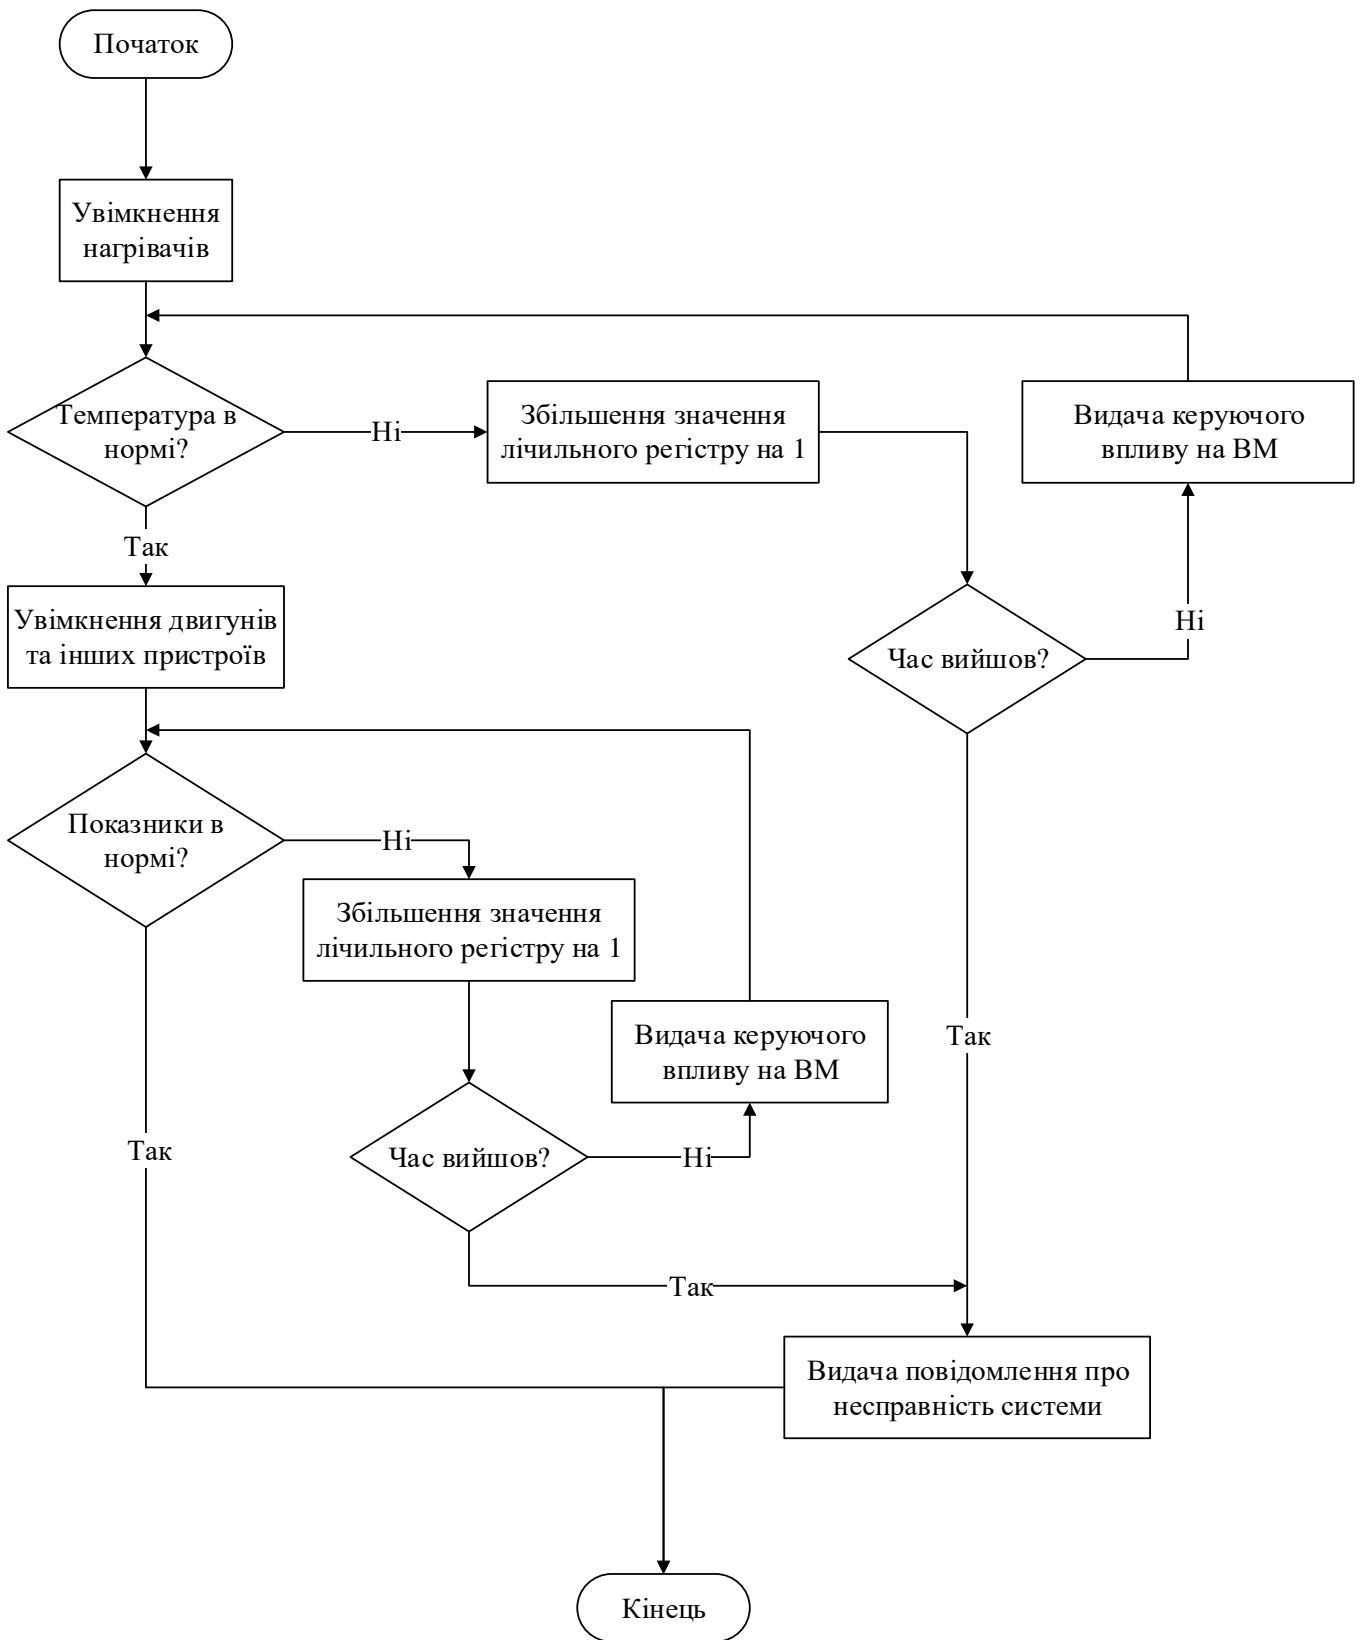 Початок
Увімкнення
нагрівачів
Температура в
нормі?
Ні
Збільшення значення
лічильного регістру на 1
Видача керуючого
впливу на ВМ
Так
Увімкнення двигунів
та інших пристроїв
Ні
Час вийшов?
Показники в
нормі?
Ні
Збільшення значення
лічильного регістру на 1
Видача керуючого
впливу на ВМ
Так
Так
Час вийшов?
Ні
Так
Видача повідомлення про
несправність системи
Кінець